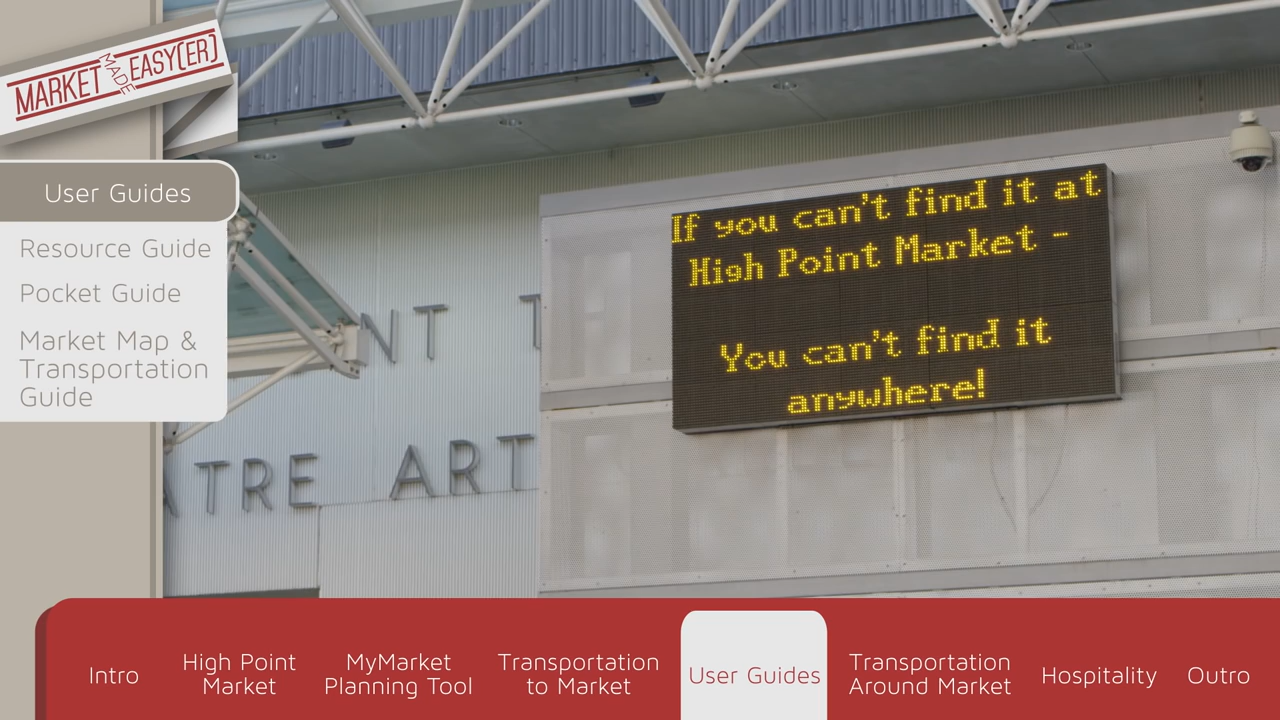 MARKET MADE EASY(ER)
User Guides
Resource Guide
Pocket Guide
Market Map &
Transportation
Guide
If you can't find it at
High Point Market -
You can't find it
anywhere!
NT T
ATRE ART
Intro
High Point
Market
MyMarket
Planning Tool
Transportation
to Market
User Guides
Transportation
Around Market
Hospitality
Outro